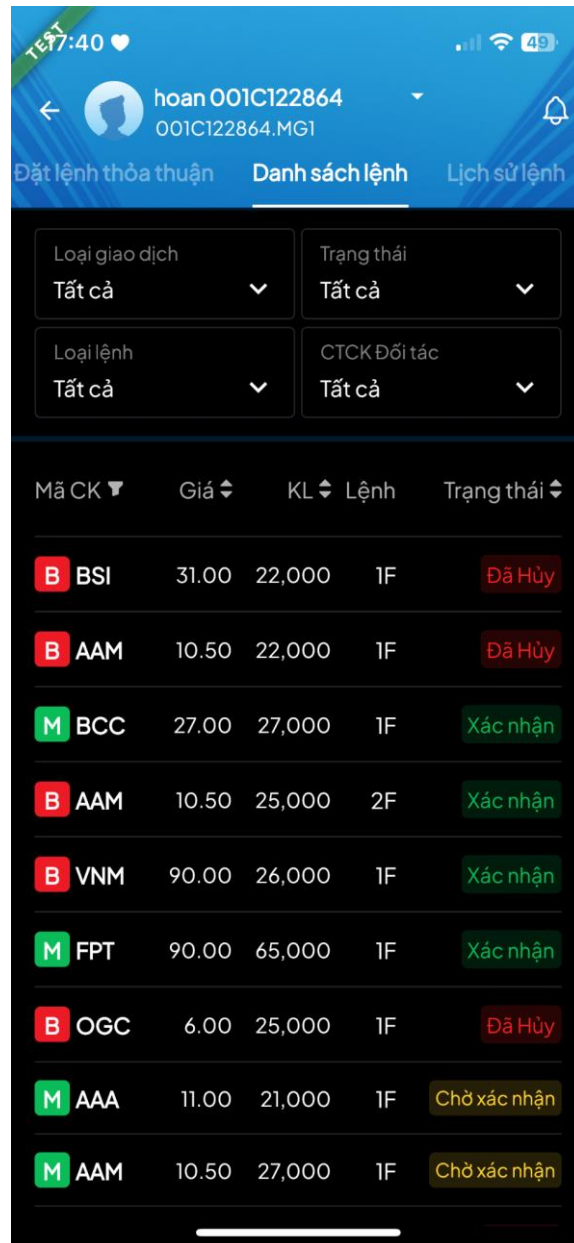 TEST
17:40
49
hoan 001C122864
001C122864.MG1
Đặt lệnh thỏa thuận Danh sách lệnh Lịch sử lệnh
Loại giao dịch Trạng thái
Tất cả Tất cả
Loại lệnh CTCK Đối tác
Tất cả Tất cả
Mã CK Giá KL Lệnh Trạng thái
B BSI 31.00 22,000 1F Đã Hủy
B AAM 10.50 22,000 1F Đã Hủy
M BCC 27.00 27,000 1F Xác nhận
B AAM 10.50 25,000 2F Xác nhận
B VNM 90.00 26,000 1F Xác nhận
M FPT 90.00 65,000 1F Xác nhận
B OGC 6.00 25,000 1F Đã Hủy
M AAA 11.00 21,000 1F Chờ xác nhận
M AAM 10.50 27,000 1F Chờ xác nhận